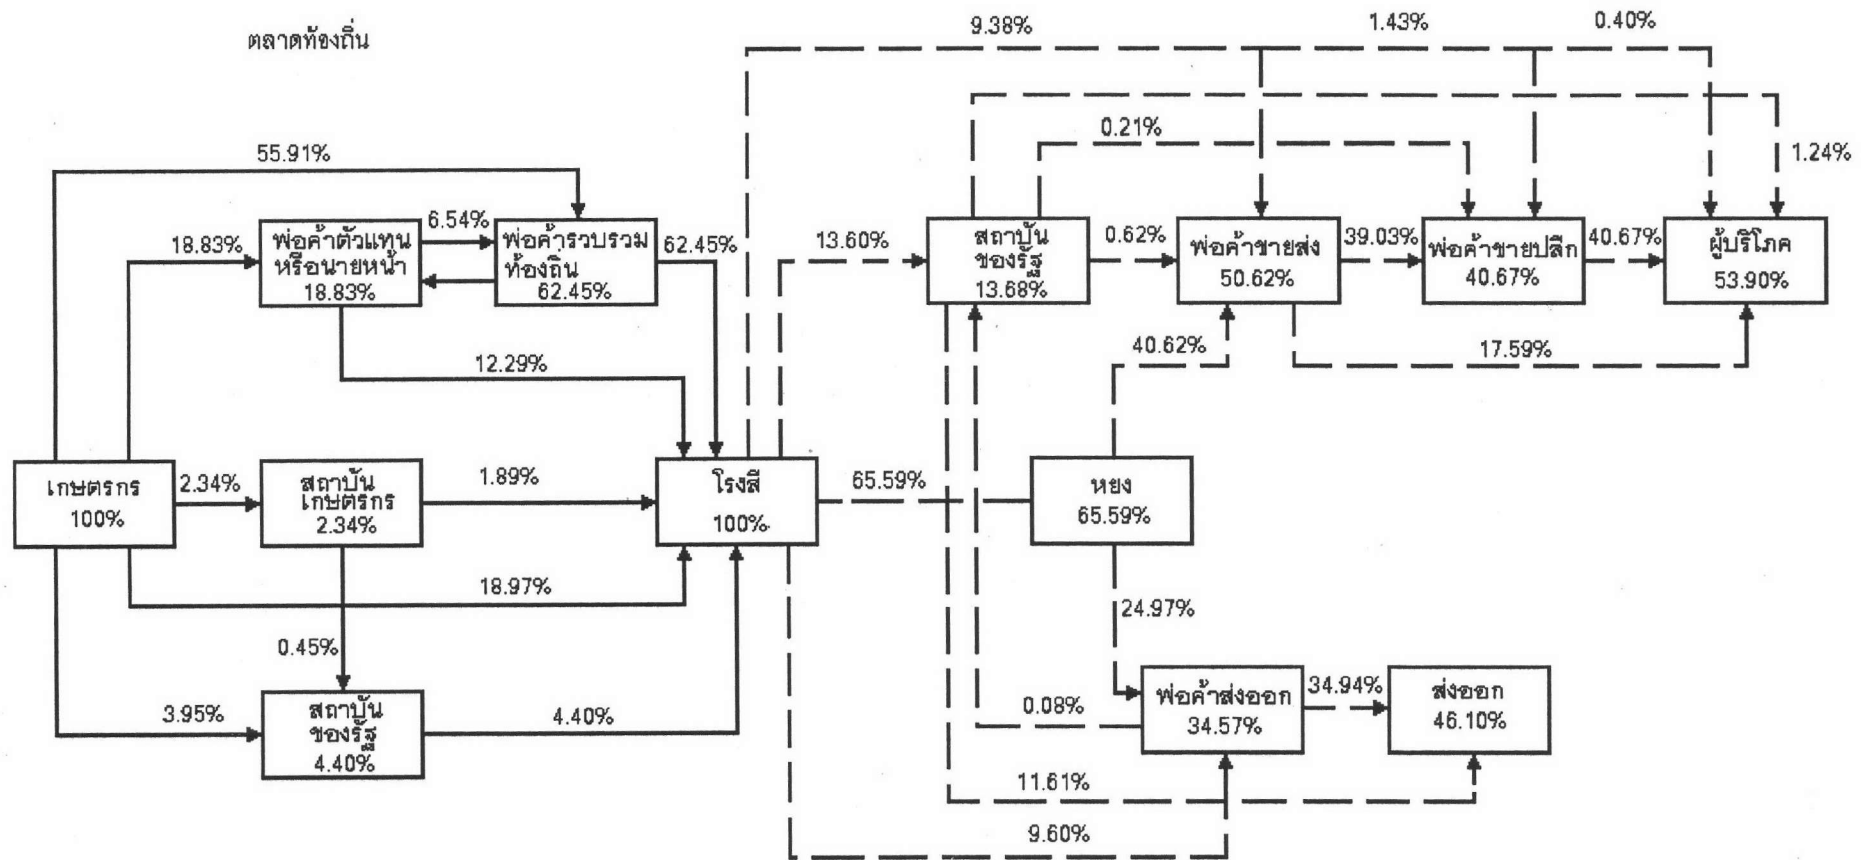 ตลาดท้องถิ่น
9.38%
1.43%
0.40%
0.21%
1.24%
55.91%
18.83%
พ่อค้าตัวแทน
หรือนายหน้า
18.83%
6.54%
พ่อค้ารวบรวม
ท้องถิ่น
62.45%
62.45%
13.60%
สถาบัน
ของรัฐ
13.68%
0.62%
พ่อค้าขายส่ง
50.62%
39.03%
พ่อค้าขายปลีก
40.67%
40.67%
ผู้บริโภค
53.90%
12.29%
40.62%
17.59%
เกษตรกร
100%
2.34%
สถาบัน
เกษตรกร
2.34%
1.89%
โรงสี
100%
65.59%
หยง
65.59%
18.97%
24.97%
0.45%
3.95%
สถาบัน
ของรัฐ
4.40%
4.40%
0.08%
พ่อค้าส่งออก
34.57%
34.94%
ส่งออก
46.10%
11.61%
9.60%